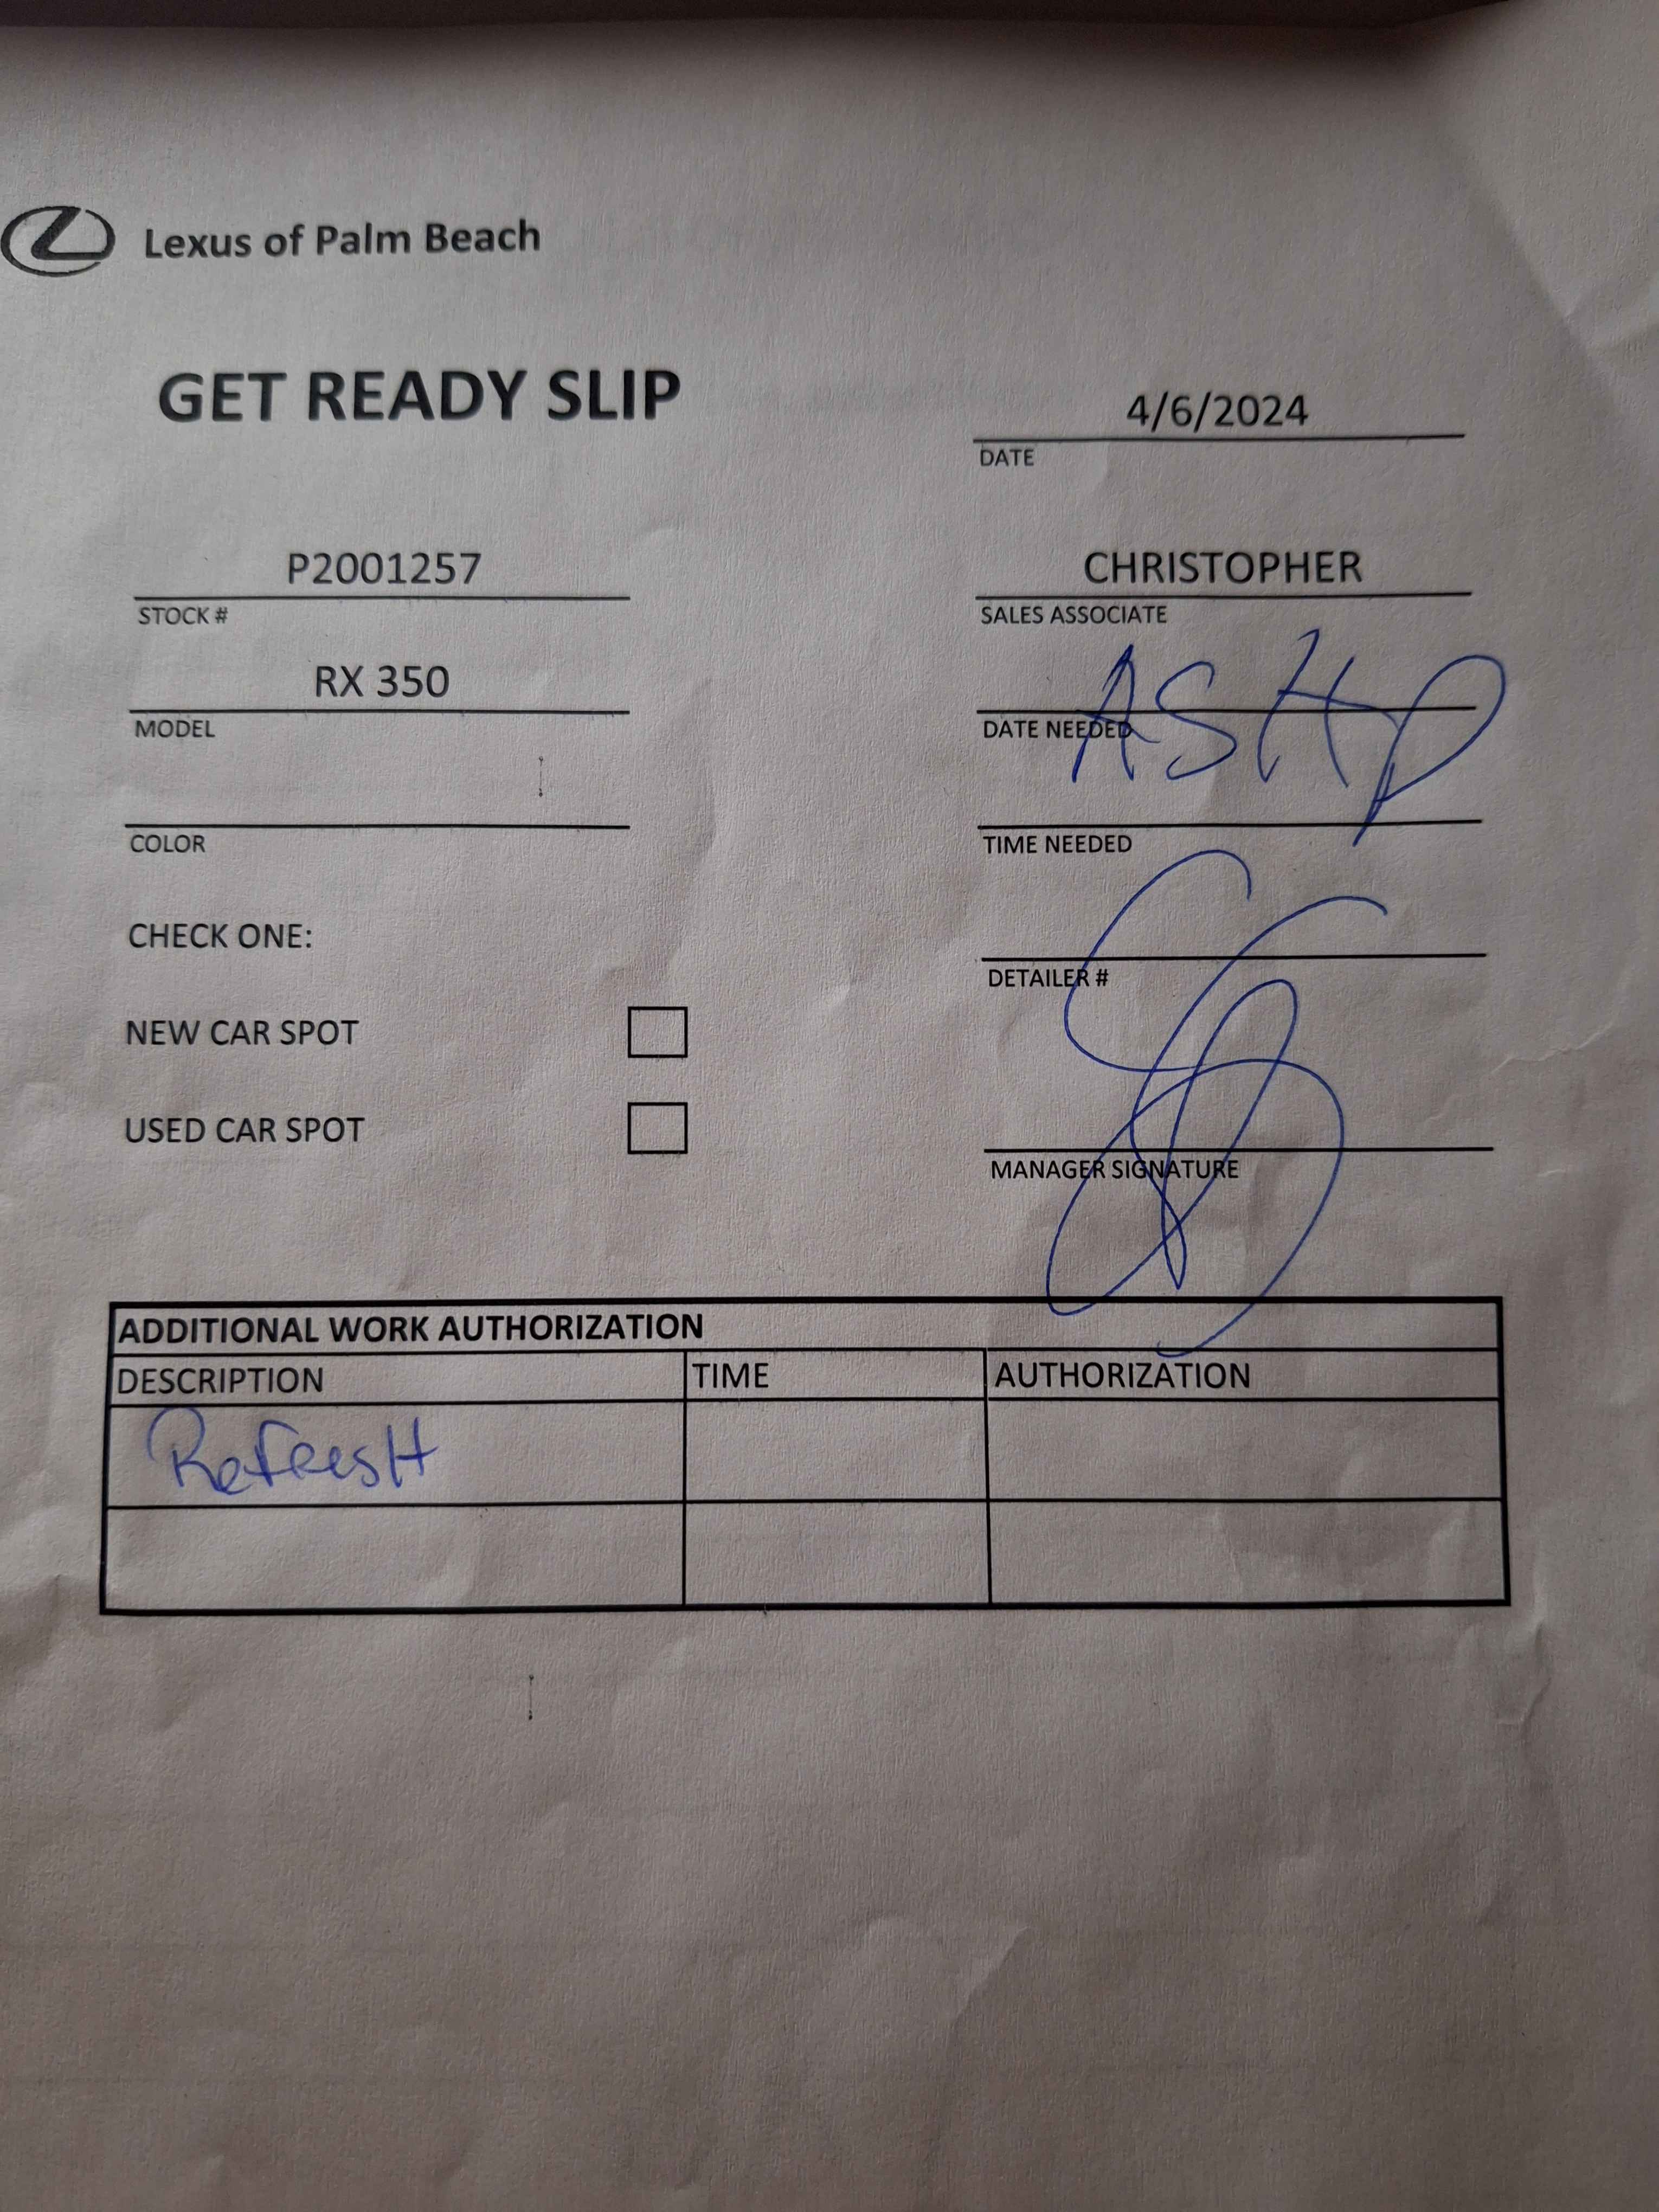 Lexus of Palm Beach
GET READY SLIP
4/6/2024
DATE
P2001257
STOCK #
CHRISTOPHER
SALES ASSOCIATE
RX 350
MODEL
DATE NEEDED
COLOR
TIME NEEDED
CHECK ONE:
DETAILER #
NEW CAR SPOT
USED CAR SPOT
MANAGER SIGNATURE
ADDITIONAL WORK AUTHORIZATION
DESCRIPTION
TIME
AUTHORIZATION
RefresH